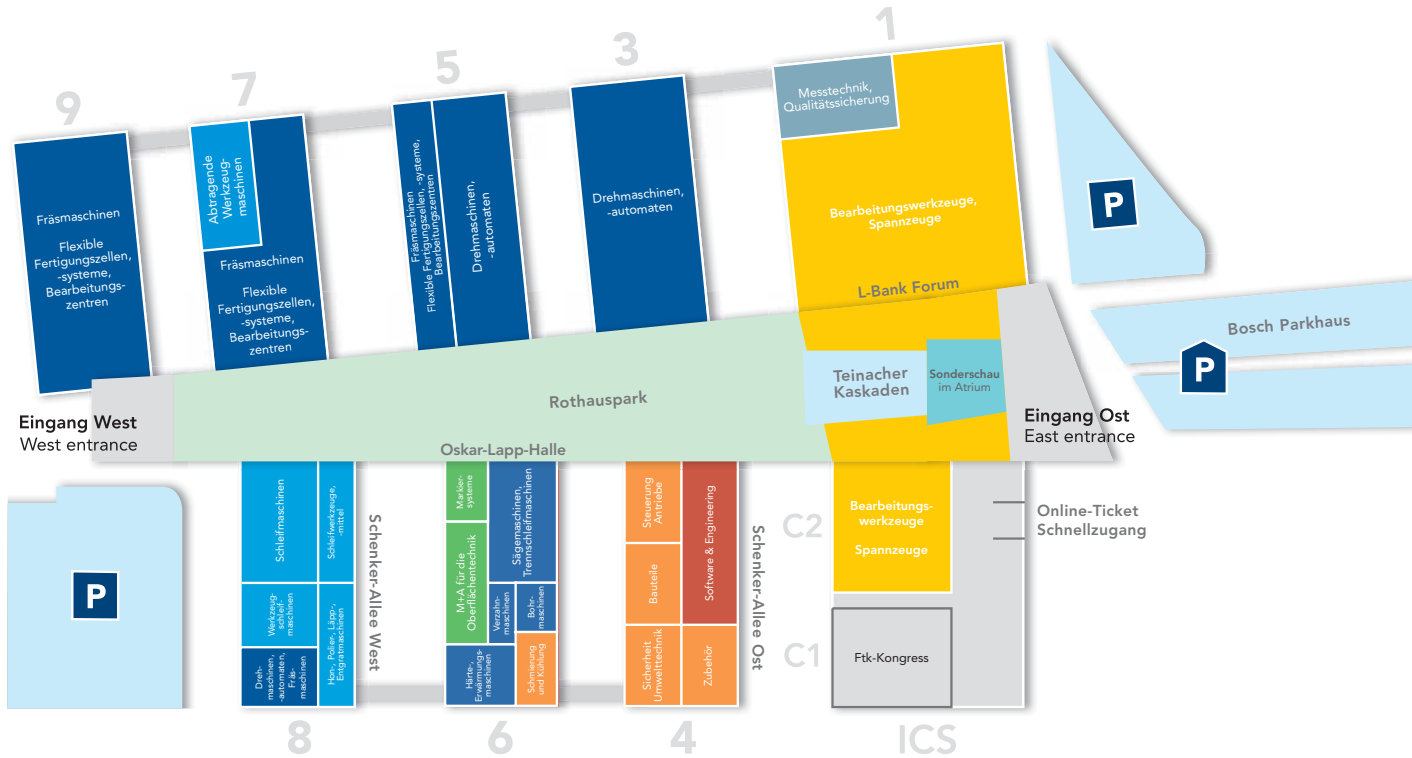 9
7
5
3
1
Fräsmaschinen
Flexible
Fertigungszellen,
-systeme,
Bearbeitungs-
zentren
Abtragende
Werkzeug-
maschinen
Fräsmaschinen
Flexible
Fertigungszellen,
-systeme,
Bearbeitungs-
zentren
Fräsmaschinen
Flexible Fertigungszellen, -systeme,
Bearbeitungszentren
Drehmaschinen,
-automaten
Drehmaschinen,
-automaten
Messtechnik,
Qualitätssicherung
Bearbeitungswerkzeuge,
Spannzeuge
L-Bank Forum
P
Bosch Parkhaus
P
Teinacher
Kaskaden
Sonderschau
im Atrium
Rothauspark
Eingang West
West entrance
Eingang Ost
East entrance
Oskar-Lapp-Halle
P
Schleifmaschinen
Schleifwerkzeuge,
-mittel
Werkzeug-
schleif-
maschinen
Hon-, Polier-, Läpp-,
Entgratmaschinen
Dreh-
maschinen,
-automaten,
Fräs-
maschinen
Schenker-Allee West
Markier-
systeme
Sägemaschinen,
Trennschleifmaschinen
M+A für die
Oberflächentechnik
Verzahn-
maschinen
Bohr-
maschinen
Härte-,
Erwärmungs-
maschinen
Schmierung
und Kühlung
Steuerung
Antriebe
Software & Engineering
Bauteile
Sicherheit
Umwelttechnik
Zubehör
Schenker-Allee Ost
C2
Bearbeitungs-
werkzeuge
Spannzeuge
Online-Ticket
Schnellzugang
C1
Ftk-Kongress
8
6
4
ICS